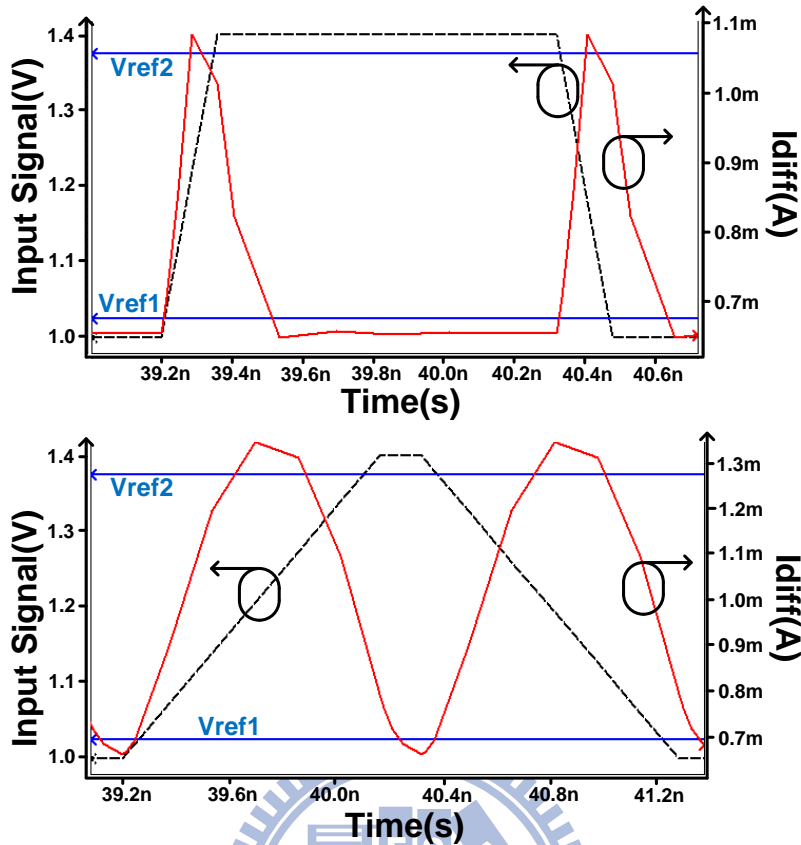 1.4
1.3
1.2
1.1
1.0
Input Signal(V)
Vref2
Vref1
1.1m
1.0m
0.9m
0.8m
0.7m
Idiff(A)
39.2n 39.4n 39.6n 39.8n 40.0n 40.2n 40.4n 40.6n
Time(s)
1.4
1.3
1.2
1.1
1.0
Input Signal(V)
Vref2
Vref1
1.3m
1.2m
1.1m
1.0m
0.9m
0.8m
0.7m
Idiff(A)
39.2n 39.6n 40.0n 40.4n 40.8n 41.2n
Time(s)